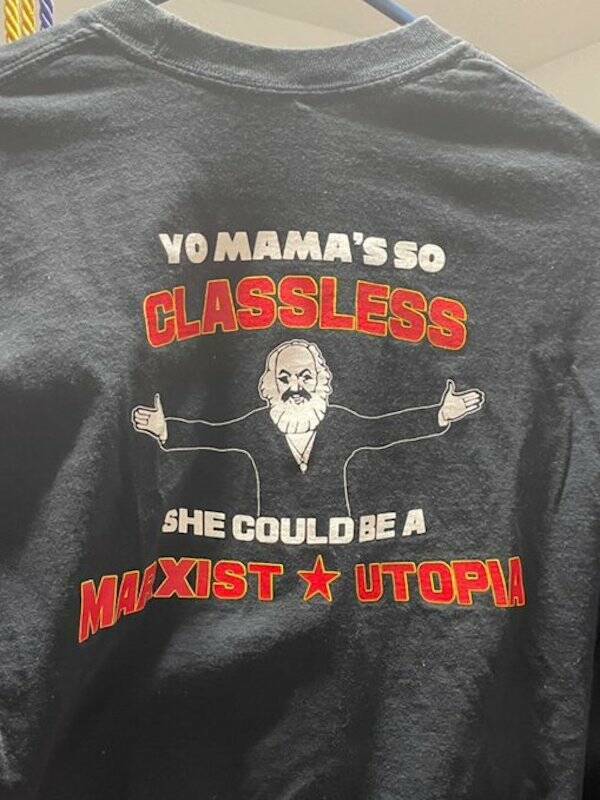 YO MAMA'S SO
CLASSLESS
SHE COULD BE A
MARXIST ★ UTOPIA